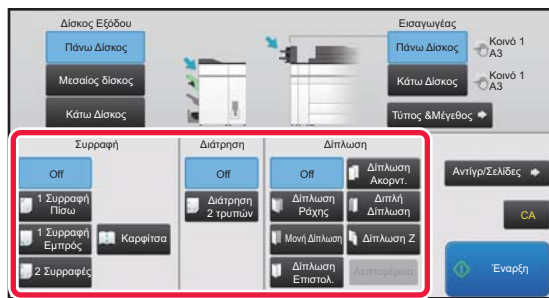 Δίσκος Εξόδου
Πάνω Δίσκος
Μεσαίος δίσκος
Κάτω Δίσκος
Εισαγωγέας
Πάνω Δίσκος
Κοινό 1
A3
Κάτω Δίσκος
Κοινό 1
A3
Τύπος &Μέγεθος
Συρραφή
Off
1 Συρραφή
Πίσω
1 Συρραφή
Εμπρός
Καρφίτσα
2 Συρραφές
Διάτρηση
Off
Διάτρηση
2 τρυπών
Δίπλωση
Off
Δίπλωση
Ακορντ.
Δίπλωση
Ράχης
Διπλή
Δίπλωση
Μονή Δίπλωση
Δίπλωση Z
Δίπλωση
Επιστολ.
Λεπτομέρεια
Αντίγρ/Σελίδες
CA
Έναρξη